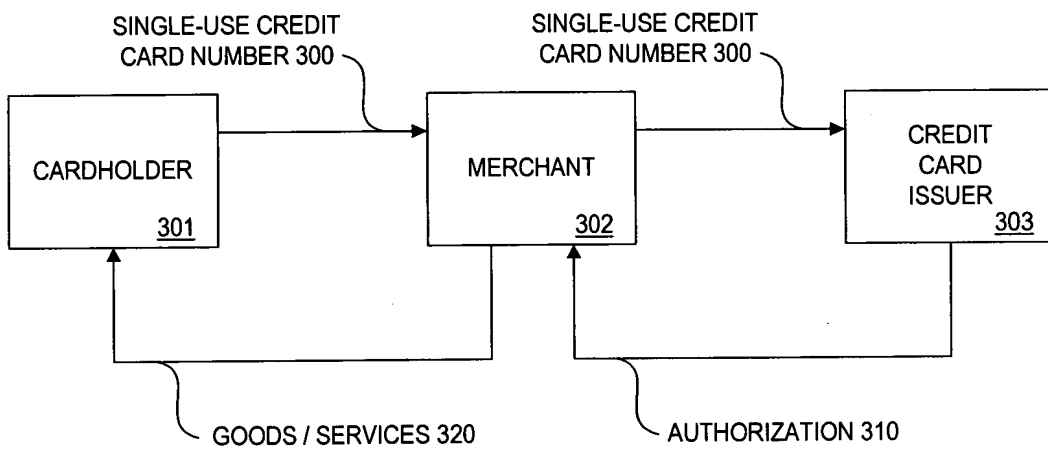 SINGLE-USE CREDIT
CARD NUMBER 300
SINGLE-USE CREDIT
CARD NUMBER 300
CARDHOLDER
301
MERCHANT
302
CREDIT
CARD
ISSUER
303
GOODS / SERVICES 320
AUTHORIZATION 310